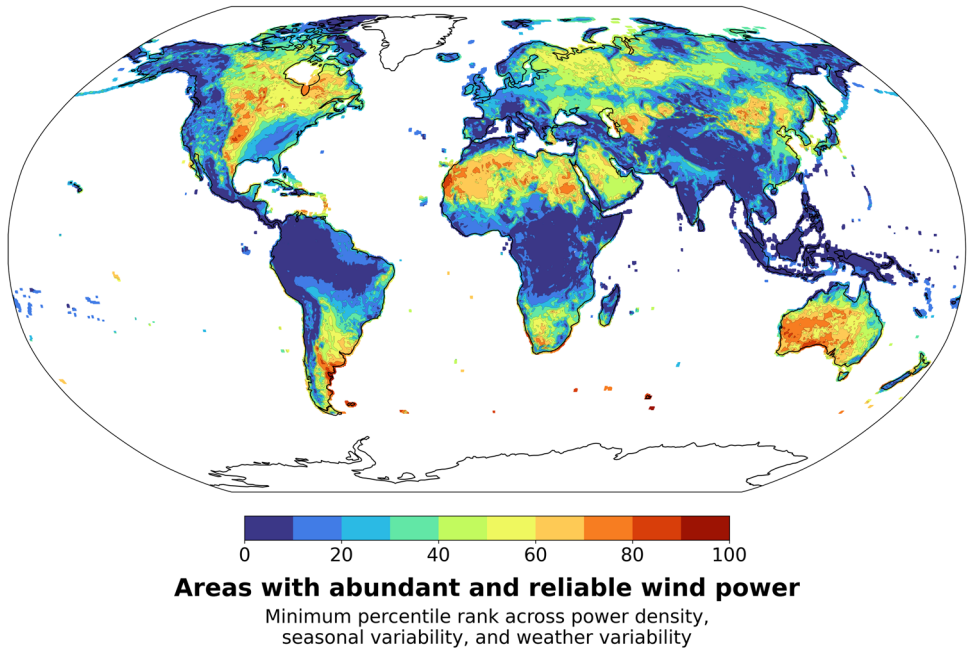 0 20 40 60 80 100
Areas with abundant and reliable wind power
Minimum percentile rank across power density,
seasonal variability, and weather variability